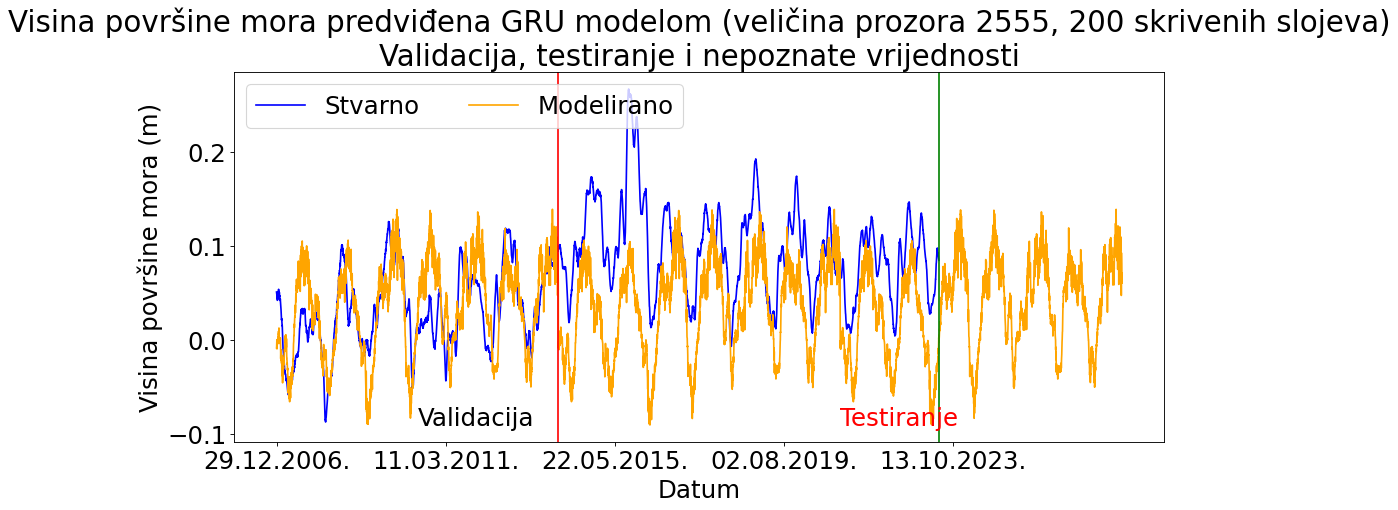 Visina površine mora predviđena GRU modelom (veličina prozora 2555, 200 skrivenih slojeva)
Validacija, testiranje i nepoznate vrijednosti
Stvarno
Modelirano
Visina površine mora (m)
0.2
0.1
0.0
−0.1
Validacija
Testiranje
29.12.2006.
11.03.2011.
22.05.2015.
02.08.2019.
13.10.2023.
Datum